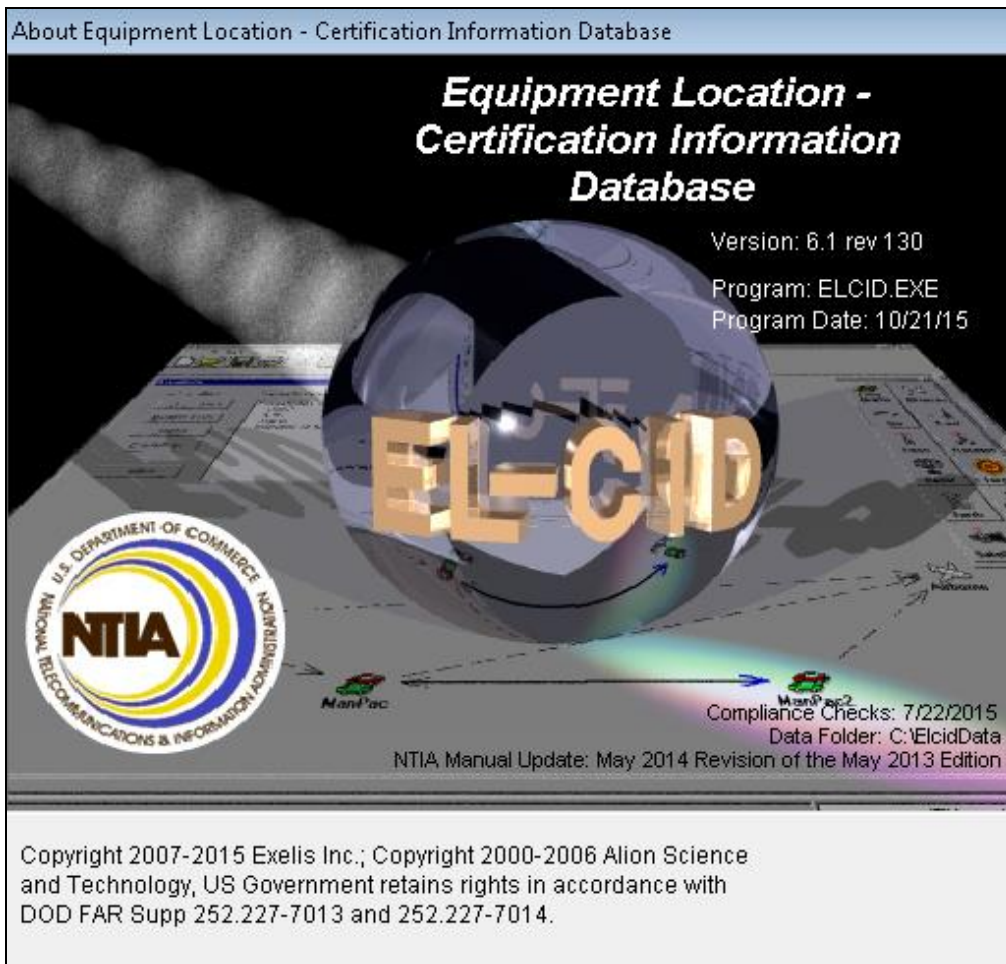 About Equipment Location - Certification Information Database
Equipment Location -
Certification Information
Database
Version: 6.1 rev 130
Program: ELCID.EXE
Program Date: 10/21/15
EL-CID
U.S. DEPARTMENT OF COMMERCE
NATIONAL TELECOMMUNICATIONS & INFORMATION ADMINISTRATION
NTIA
ManPac
ManPac2
Compliance Checks: 7/22/2015
Data Folder: C:\ElcidData
NTIA Manual Update: May 2014 Revision of the May 2013 Edition
Copyright 2007-2015 Exelis Inc.; Copyright 2000-2006 Alion Science
and Technology, US Government retains rights in accordance with
DOD FAR Supp 252.227-7013 and 252.227-7014.